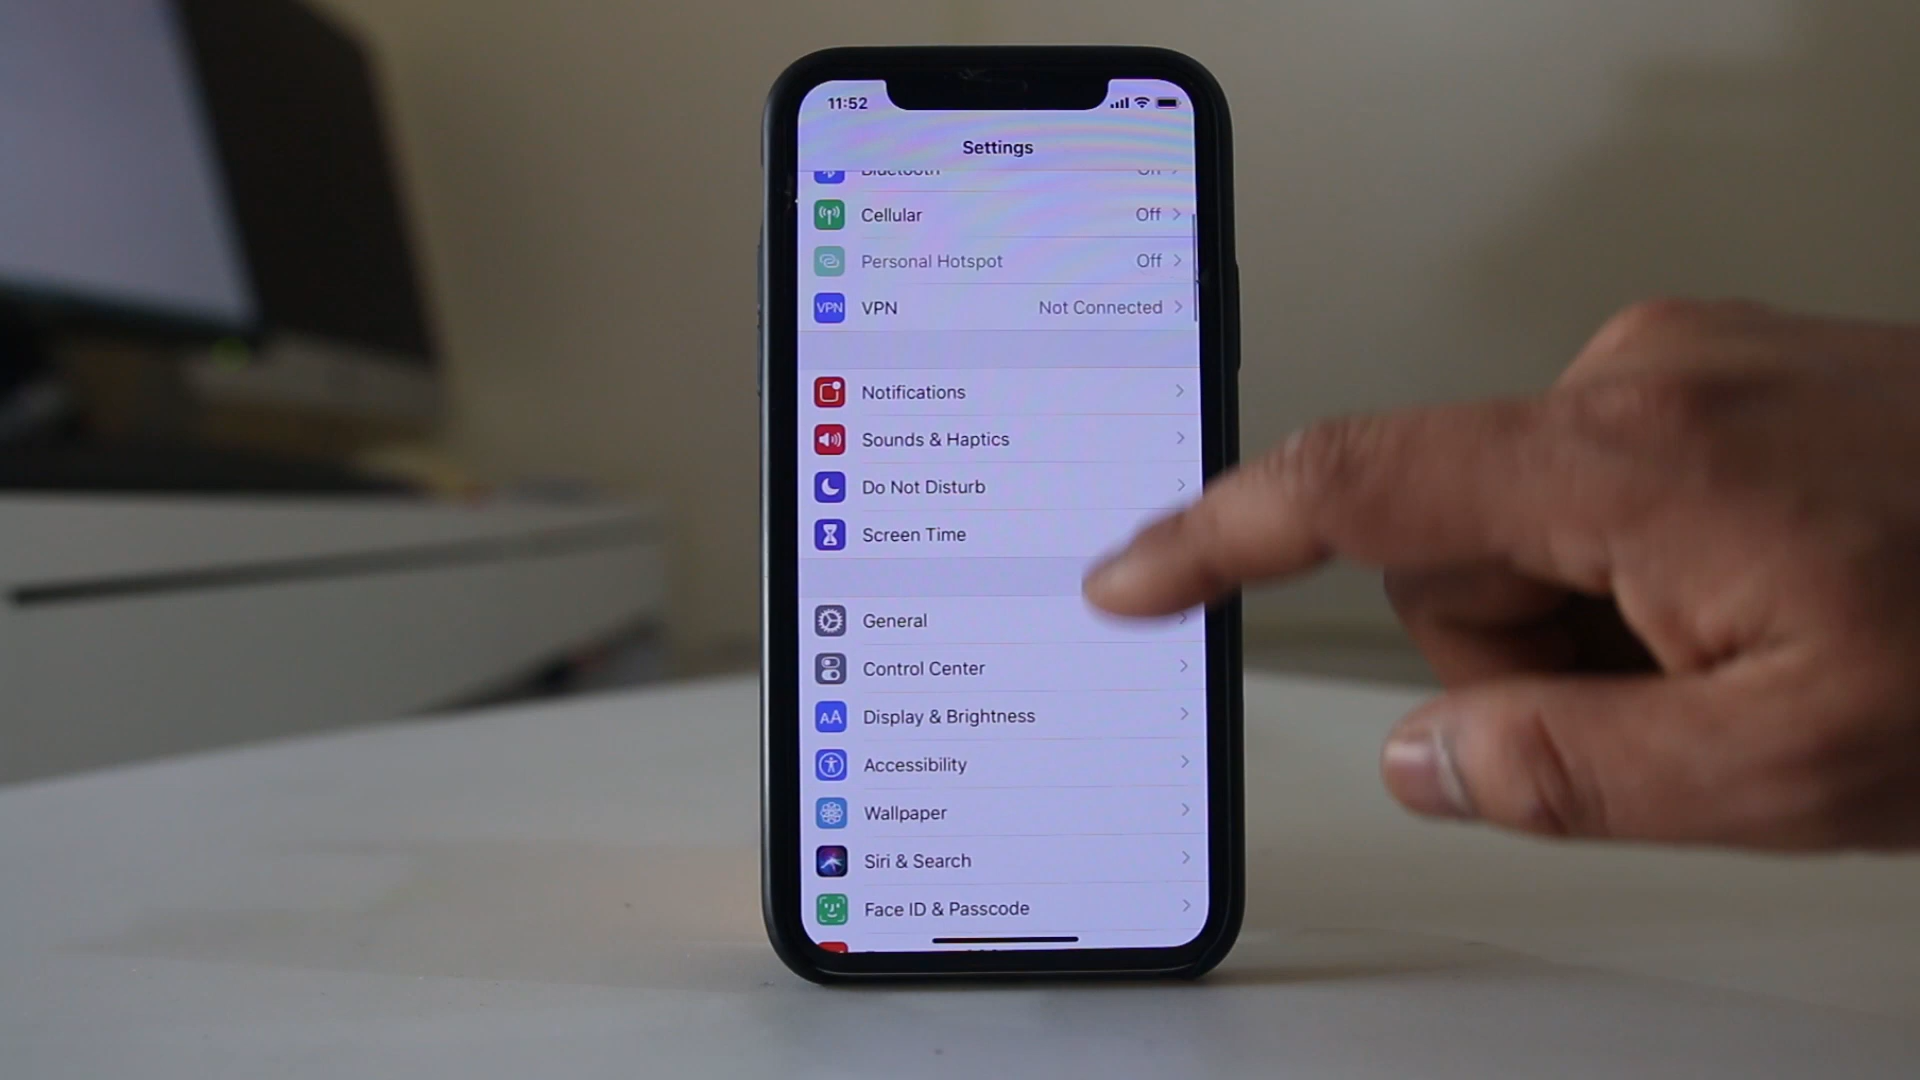 11:52
Settings
Bluetooth
Cellular Off
Personal Hotspot Off
VPN VPN Not Connected
Notifications
Sounds & Haptics
Do Not Disturb
Screen Time
General
Control Center
AA Display & Brightness
Accessibility
Wallpaper
Siri & Search
Face ID & Passcode